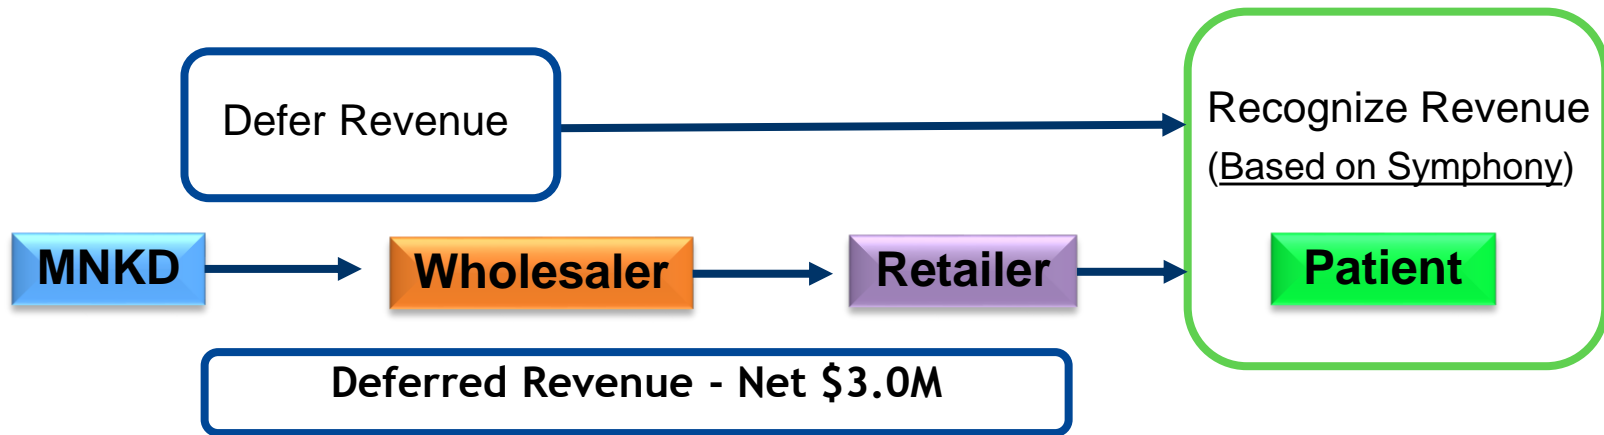 Defer Revenue
Recognize Revenue
(Based on Symphony)
MNKD
Wholesaler
Retailer
Patient
Deferred Revenue - Net $3.0M